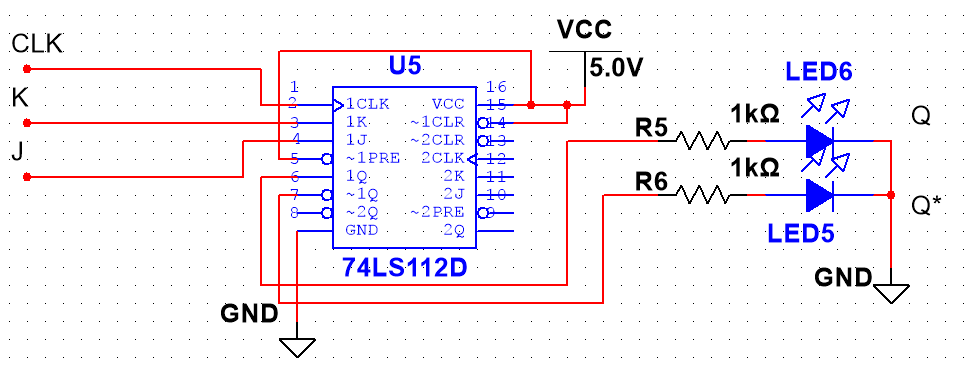 CLK
K
J
VCC
5.0V
U5
1 1CLK VCC 16
2 1K ~1CLR 15
3 1J ~2CLR 14
4 ~1PRE 2CLK 13
5 1Q 2K 12
6 ~1Q 2J 11
7 ~2Q ~2PRE 10
8 GND 2Q 9
74LS112D
GND
R5
1kΩ
LED6
Q
R6
1kΩ
LED5
Q*
GND